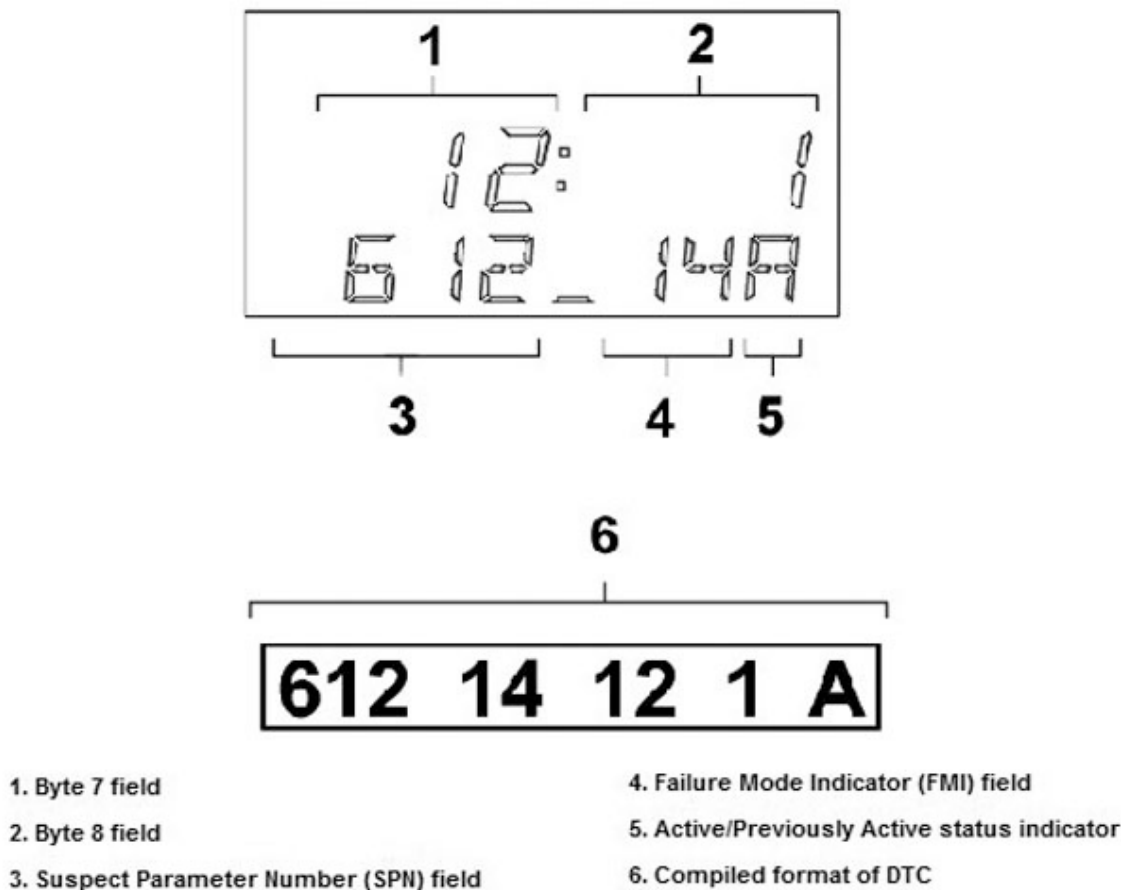 1 2
12: 1
612_ 14A
3 4 5
6
612 14 12 1 A
1. Byte 7 field
2. Byte 8 field
3. Suspect Parameter Number (SPN) field
4. Failure Mode Indicator (FMI) field
5. Active/Previously Active status indicator
6. Compiled format of DTC